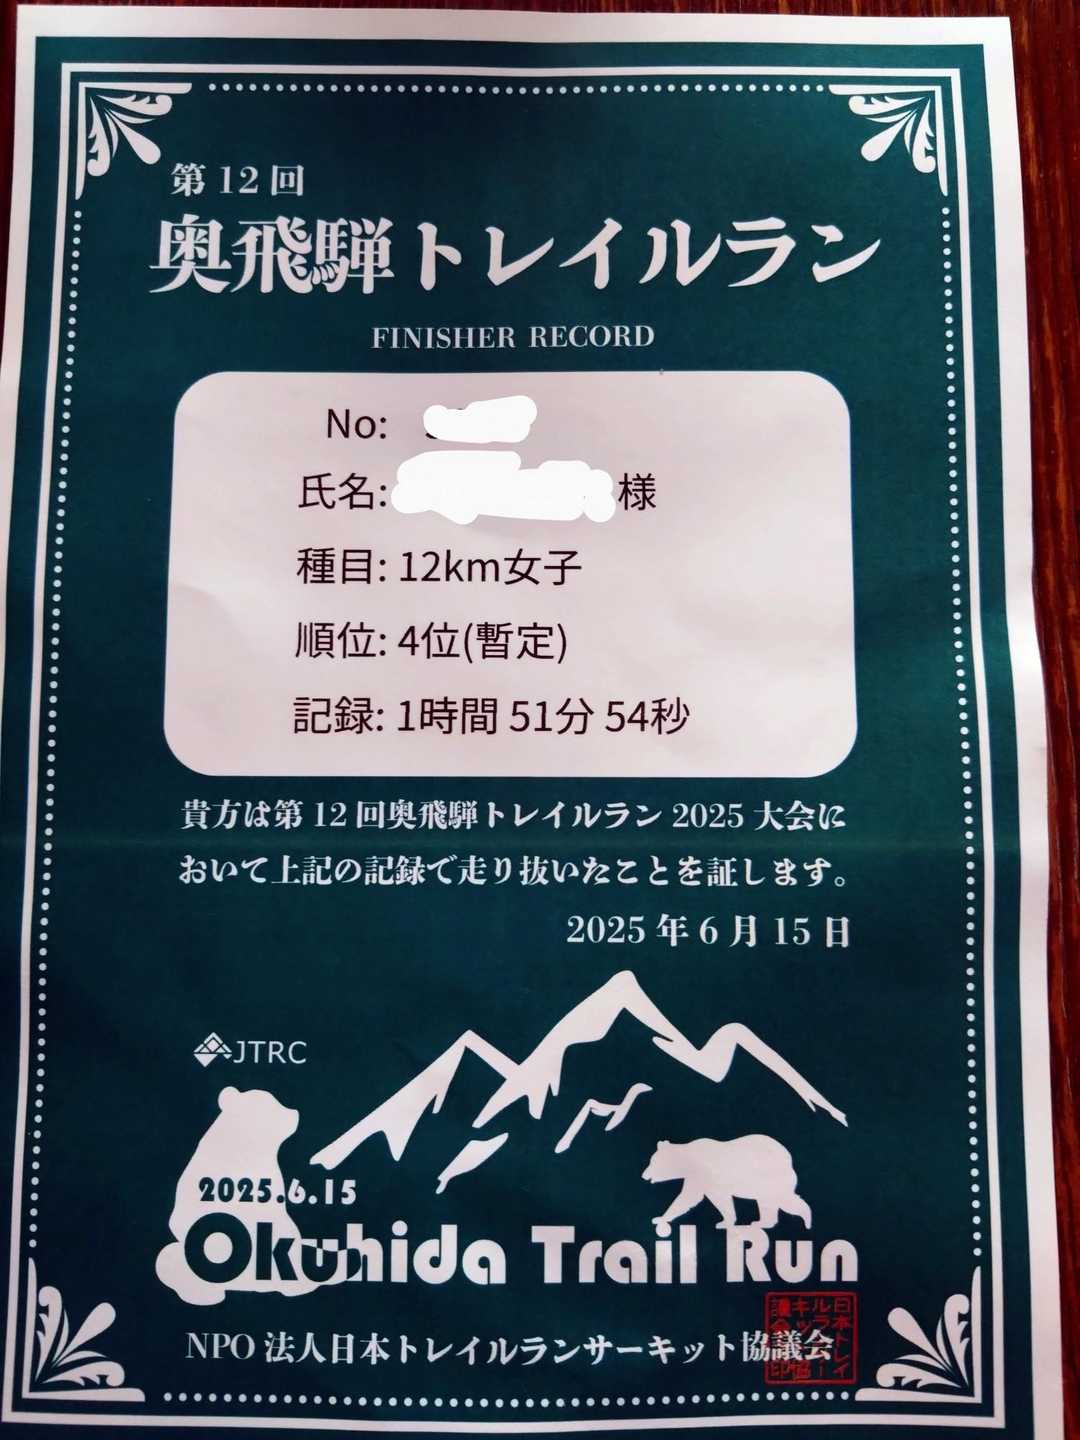 第12回
奥飛騨トレイルラン
FINISHER RECORD
No:
氏名: 様
種目: 12km女子
順位: 4位(暫定)
記録: 1時間 51分 54秒
貴方は第12回奥飛騨トレイルラン2025大会に
おいて上記の記録で走り抜いたことを証します。
2025年6月15日
JTRC
2025.6.15
Okuhida Trail Run
NPO法人日本トレイルランサーキット協議会